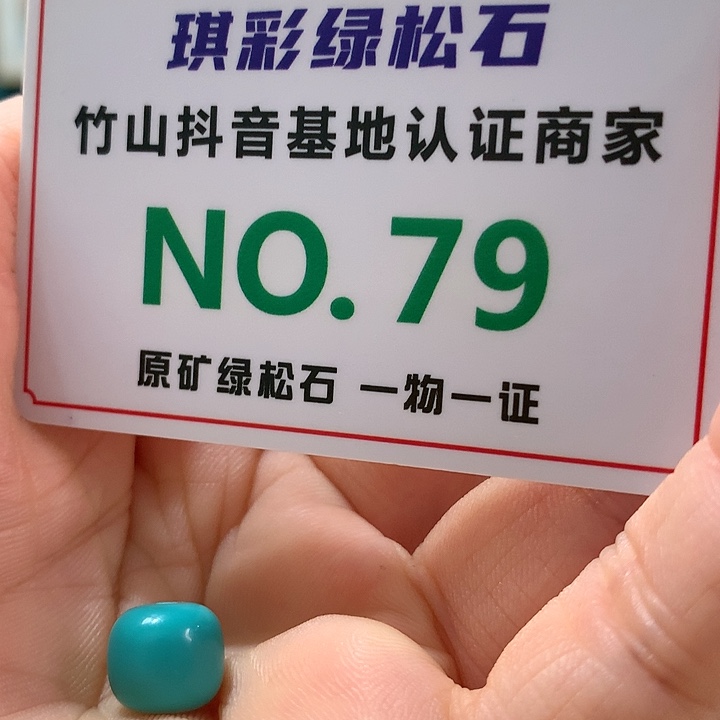 琪彩绿松石
竹山抖音基地认证商家
NO.79
原矿绿松石 一物一证